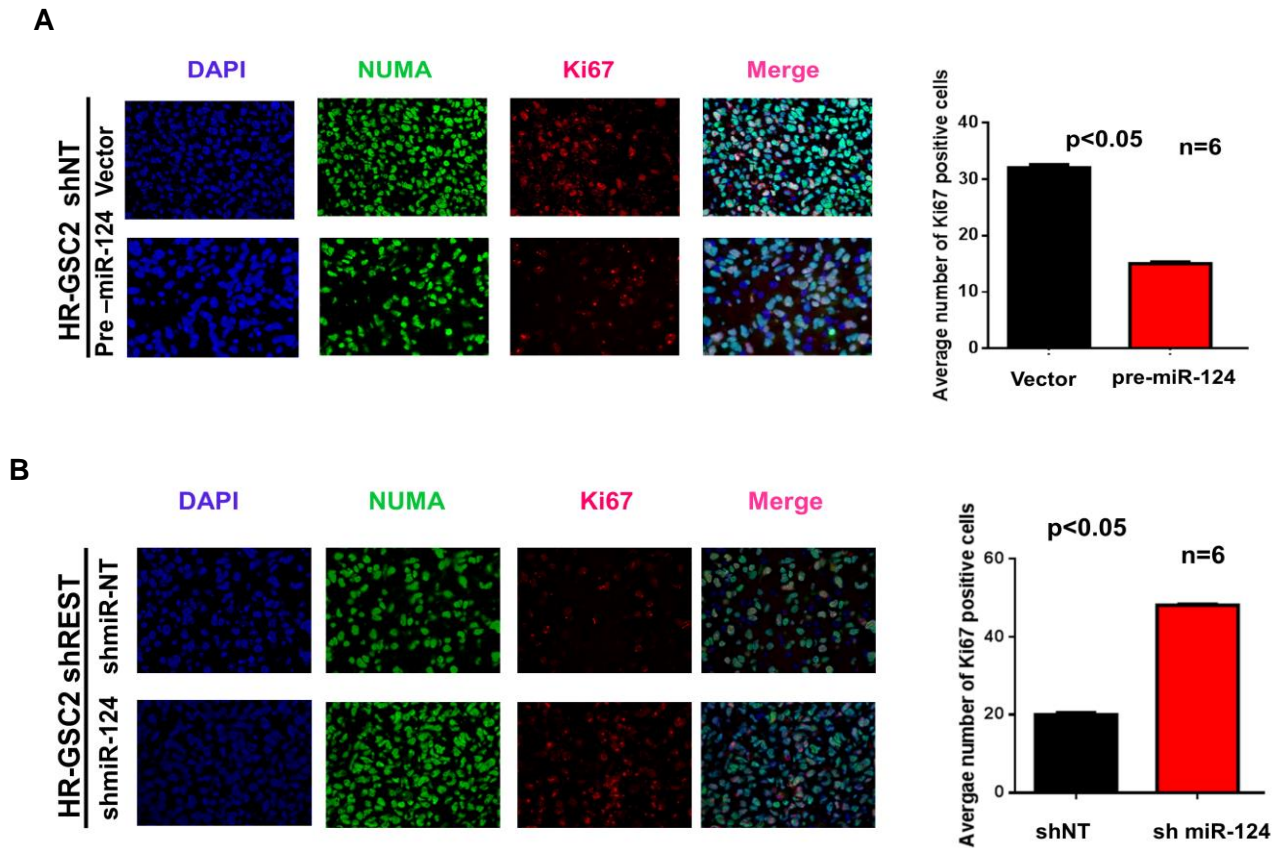 A
DAPI NUMA Ki67 Merge
HR-GSC2 shNT
Vector
Pre –miR-124
Average number of Ki67 positive cells
40
30
20
10
0
p<0.05
n=6
Vector pre-miR-124
B
DAPI NUMA Ki67 Merge
HR-GSC2 shREST
shmiR-NT
shmiR-124
Avergae number of Ki67 positive cells
60
40
20
0
p<0.05
n=6
shNT sh miR-124